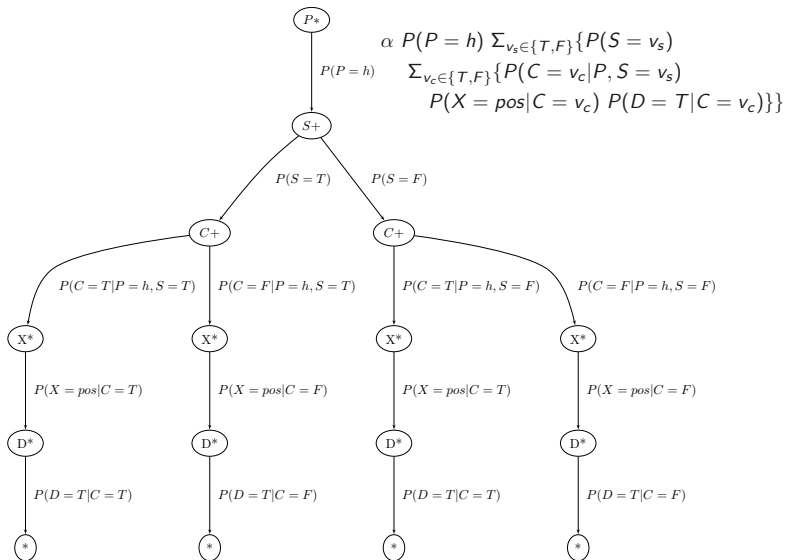 P*
α P(P = h) Σ_{v_s∈{T,F}}{P(S = v_s)
Σ_{v_c∈{T,F}}{P(C = v_c|P, S = v_s)
P(X = pos|C = v_c) P(D = T|C = v_c)}}
P(P = h)
S+
P(S = T) P(S = F)
C+ C+
P(C = T|P = h, S = T) P(C = F|P = h, S = T) P(C = T|P = h, S = F) P(C = F|P = h, S = F)
X* X* X* X*
P(X = pos|C = T) P(X = pos|C = F) P(X = pos|C = T) P(X = pos|C = F)
D* D* D* D*
P(D = T|C = T) P(D = T|C = F) P(D = T|C = T) P(D = T|C = F)
* * * *